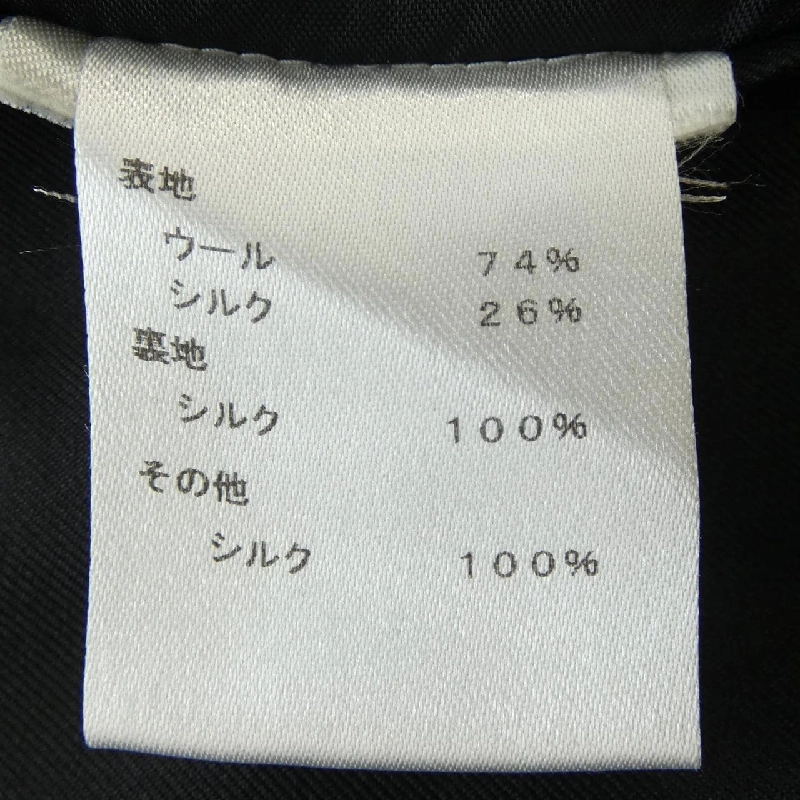 表地
ウール 74%
シルク 26%
裏地
シルク 100%
その他
シルク 100%